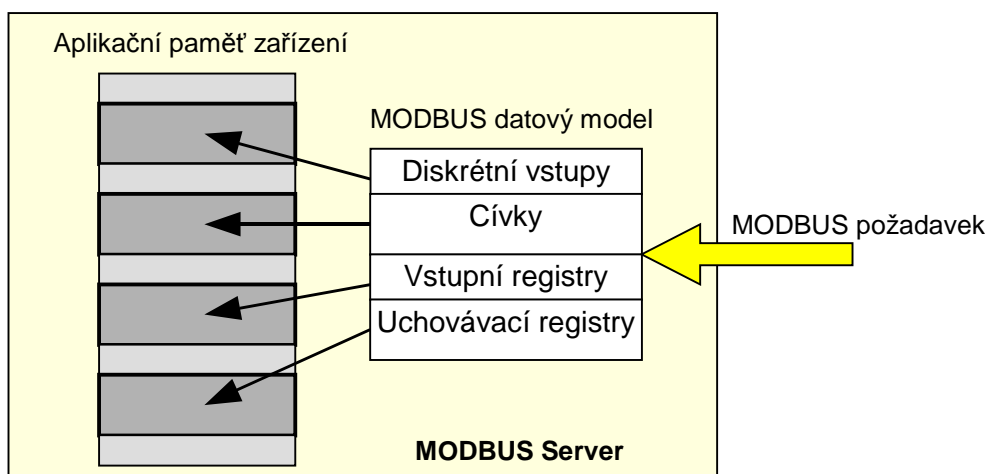 Aplikační paměť zařízení
MODBUS datový model
Diskrétní vstupy
Cívky
Vstupní registry
Uchovávací registry
MODBUS požadavek
MODBUS Server